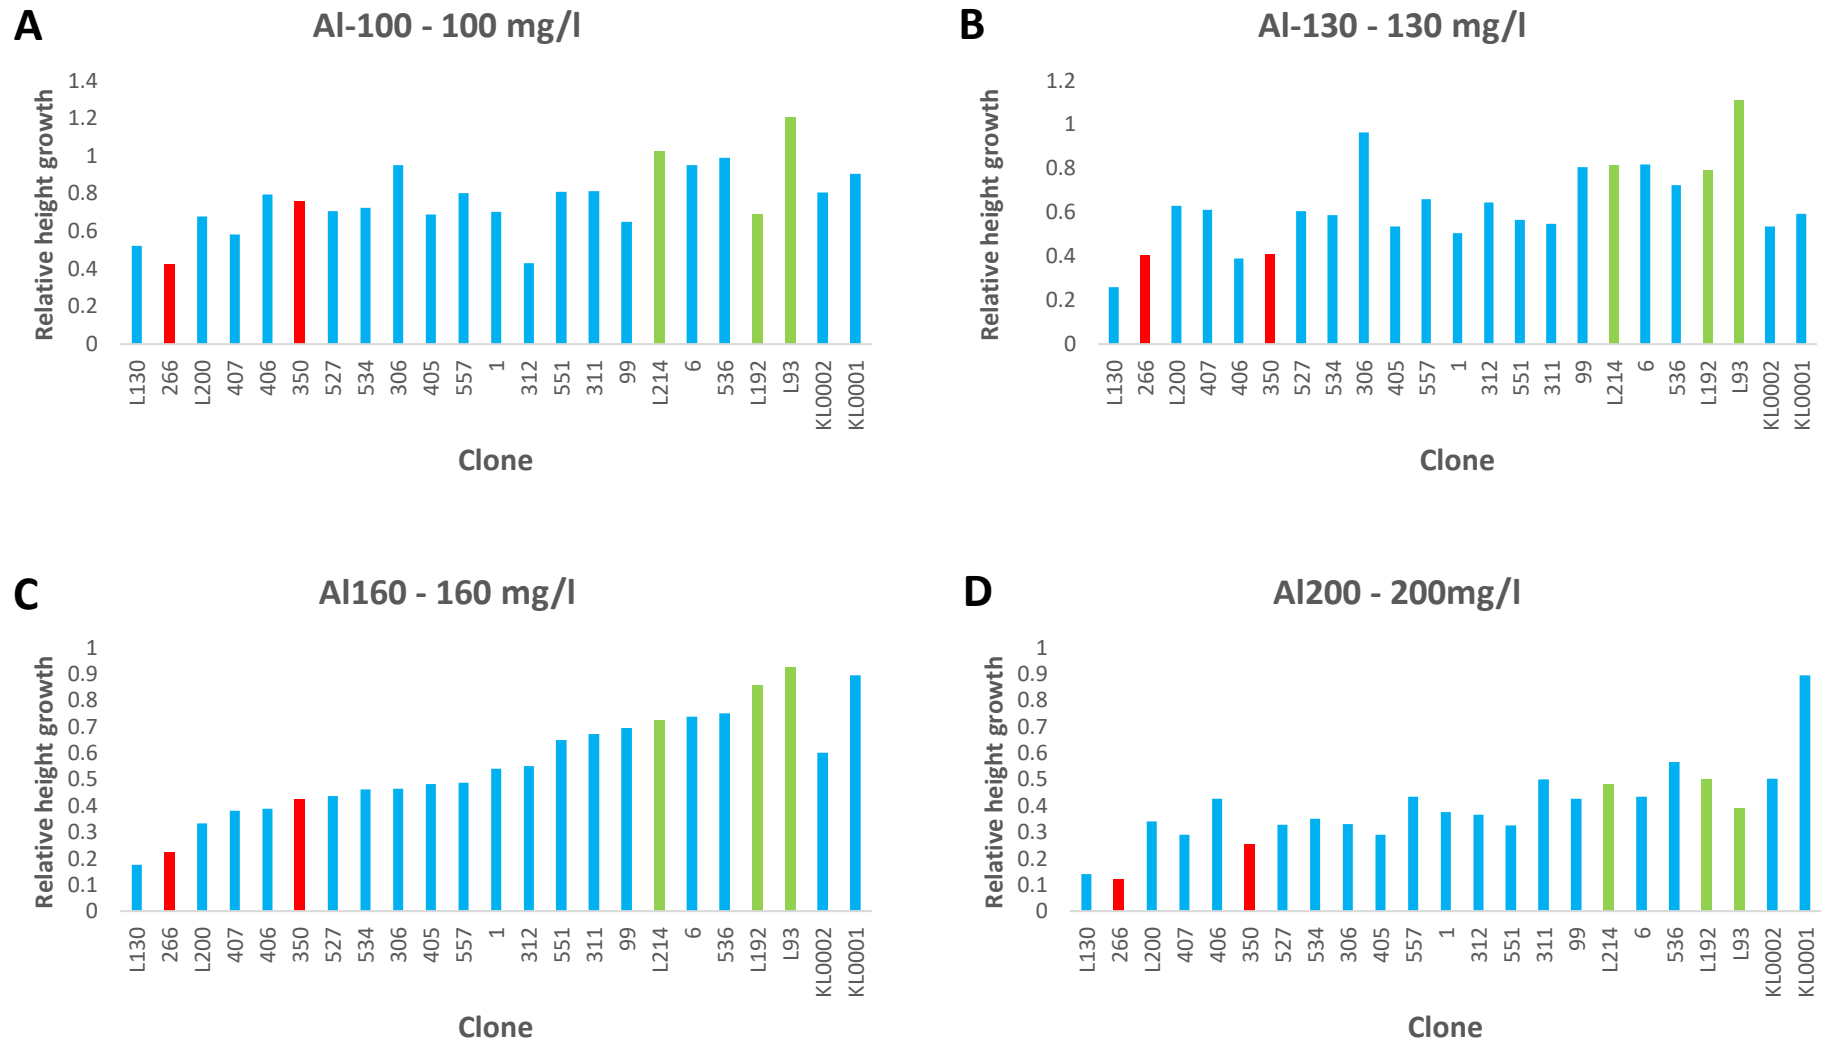 A
Al-100 - 100 mg/l
Relative height growth
1.4
1.2
1
0.8
0.6
0.4
0.2
0
L130
266
L200
407
406
350
527
534
306
405
557
1
312
551
311
99
L214
6
536
L192
L93
KL0002
KL0001
Clone
B
Al-130 - 130 mg/l
Relative height growth
1.2
1
0.8
0.6
0.4
0.2
0
L130
266
L200
407
406
350
527
534
306
405
557
1
312
551
311
99
L214
6
536
L192
L93
KL0002
KL0001
Clone
C
Al160 - 160 mg/l
Relative height growth
1
0.9
0.8
0.7
0.6
0.5
0.4
0.3
0.2
0.1
0
L130
266
L200
407
406
350
527
534
306
405
557
1
312
551
311
99
L214
6
536
L192
L93
KL0002
KL0001
Clone
D
Al200 - 200mg/l
Relative height growth
1
0.9
0.8
0.7
0.6
0.5
0.4
0.3
0.2
0.1
0
L130
266
L200
407
406
350
527
534
306
405
557
1
312
551
311
99
L214
6
536
L192
L93
KL0002
KL0001
Clone